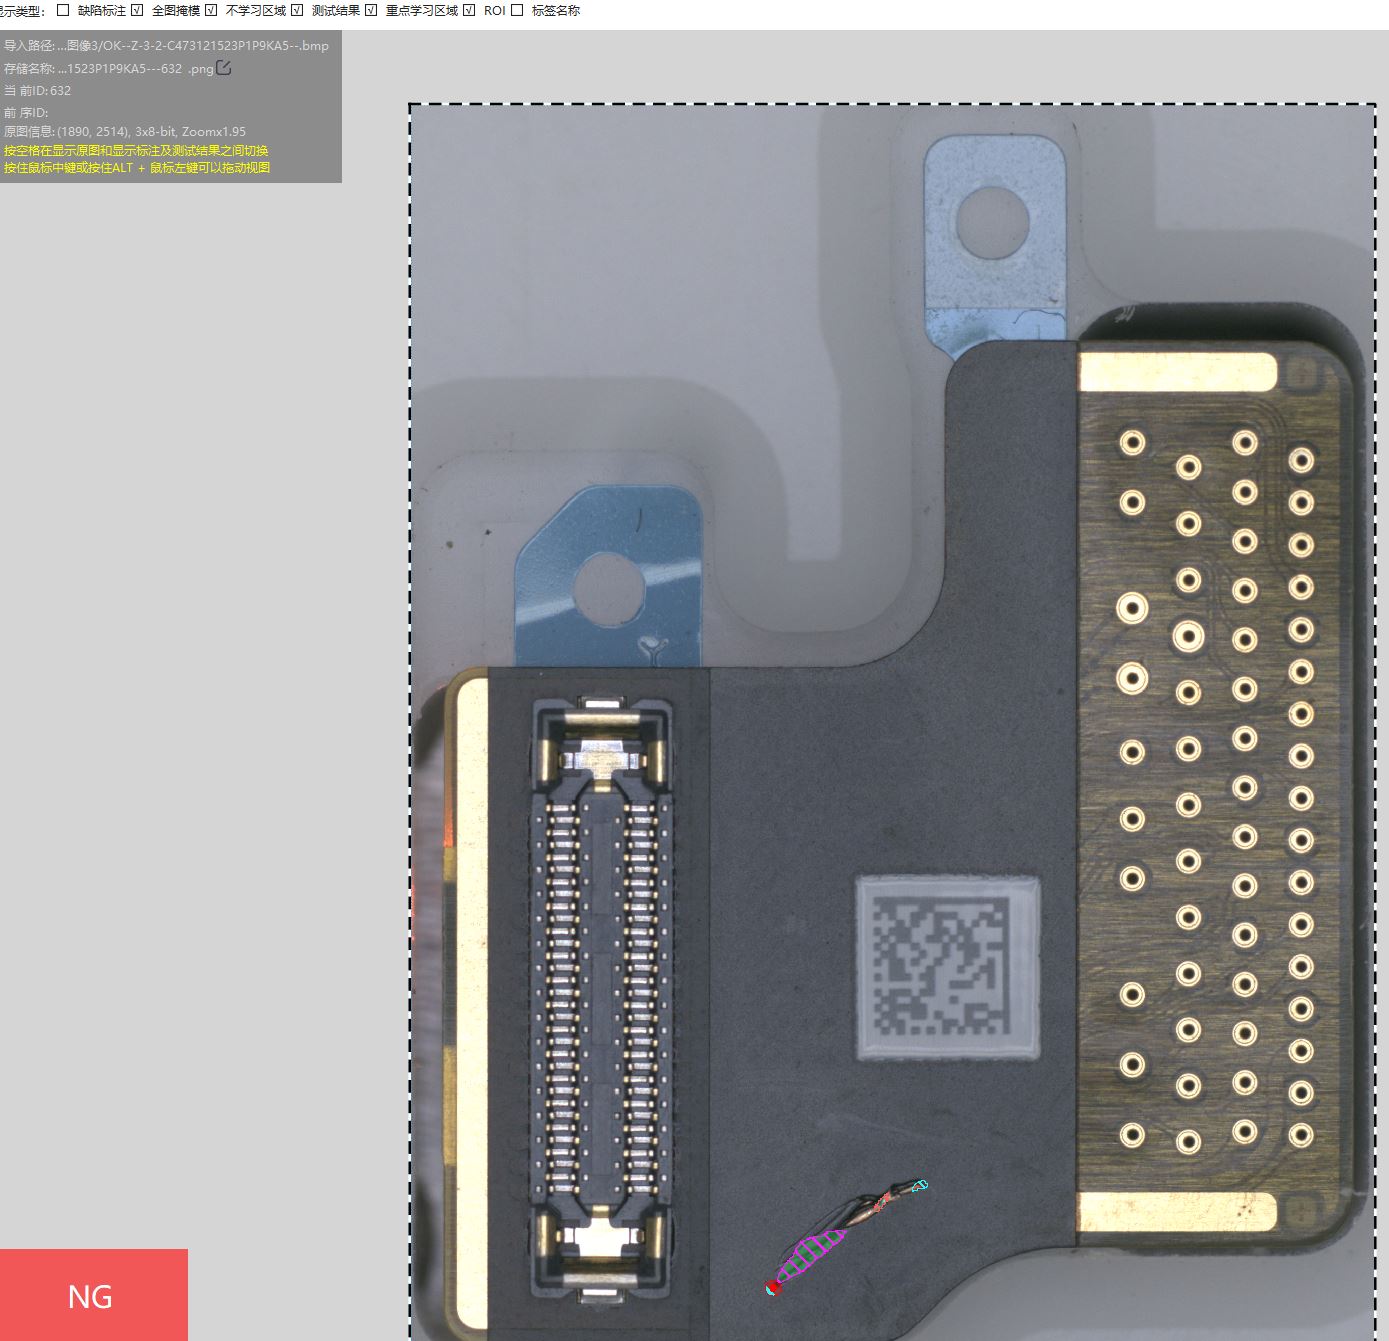 显示类型: 缺陷标注 全图掩模 不学习区域 测试结果 重点学习区域 ROI 标签名称
导入路径: ...图像3/OK--Z-3-2-C473121523P1P9KA5--.bmp
存储名称: ...1523P1P9KA5---632 .png
当 前ID: 632
前 序ID:
原图信息: (1890, 2514), 3x8-bit, Zoomx1.95
按空格在显示原图和显示标注及测试结果之间切换
按住鼠标中键或按住ALT + 鼠标左键可以拖动视图
NG